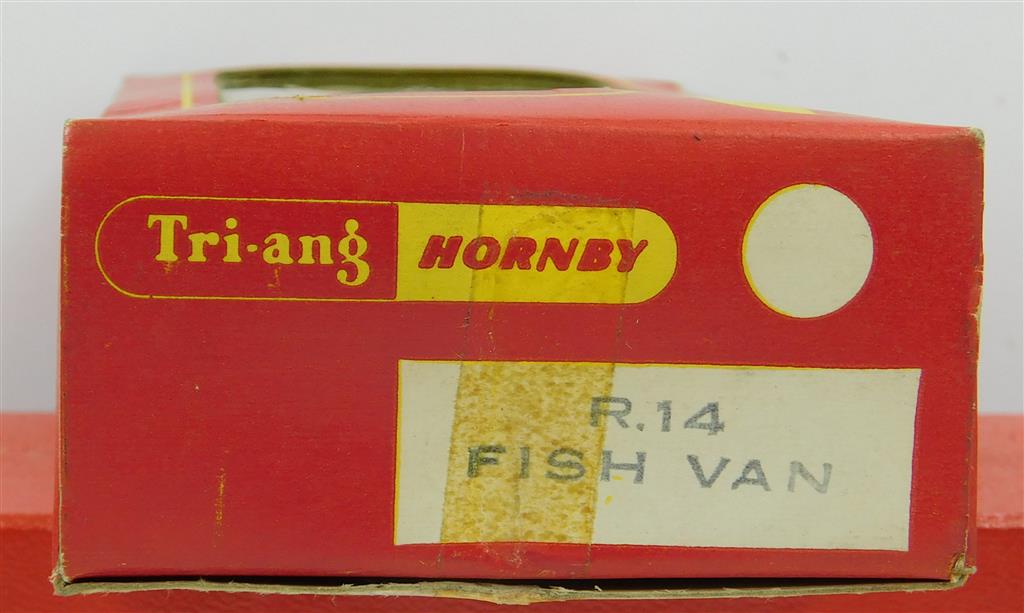 Tri-ang HORNBY
R.14
FISH VAN